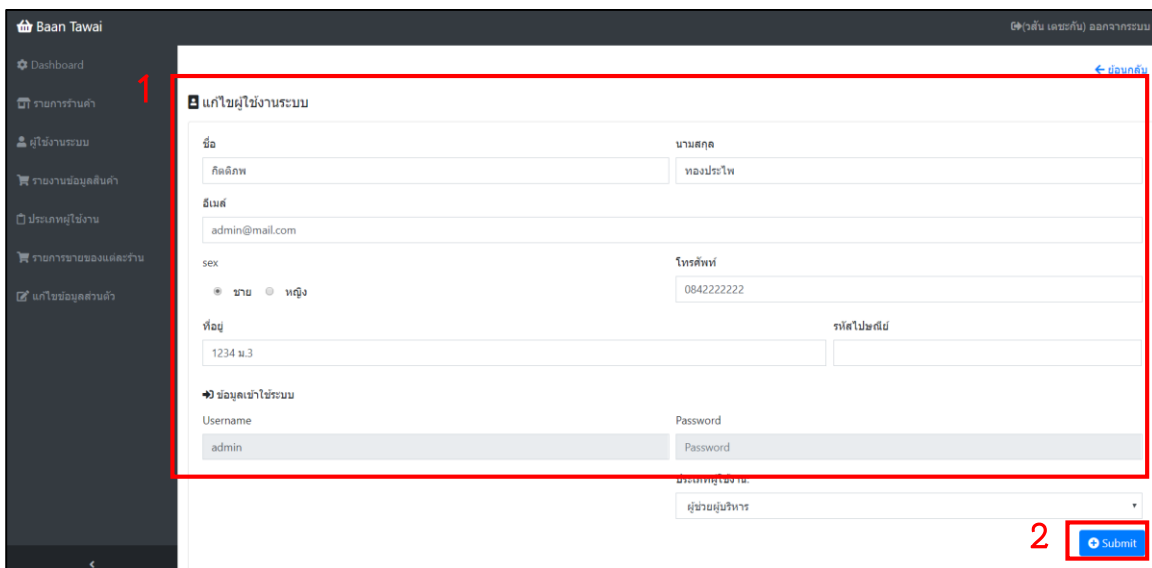 Baan Tawai
(วสัน เดชะกัน) ออกจากระบบ
Dashboard
รายการร้านค้า
ผู้ใช้งานระบบ
รายงานข้อมูลสินค้า
ประเภทผู้ใช้งาน
รายการขายของแต่ละร้าน
แก้ไขข้อมูลส่วนตัว
ย้อนกลับ
1
แก้ไขผู้ใช้งานระบบ
ชื่อ นามสกุล
กิตติภพ ทองประไพ
อีเมล์
admin@mail.com
sex โทรศัพท์
ชาย หญิง 0842222222
ที่อยู่ รหัสไปษณีย์
1234 ม.3
ข้อมูลเข้าใช้ระบบ
Username Password
admin Password
ประเภทผู้ใช้งาน:
ผู้ช่วยผู้บริหาร
2
Submit